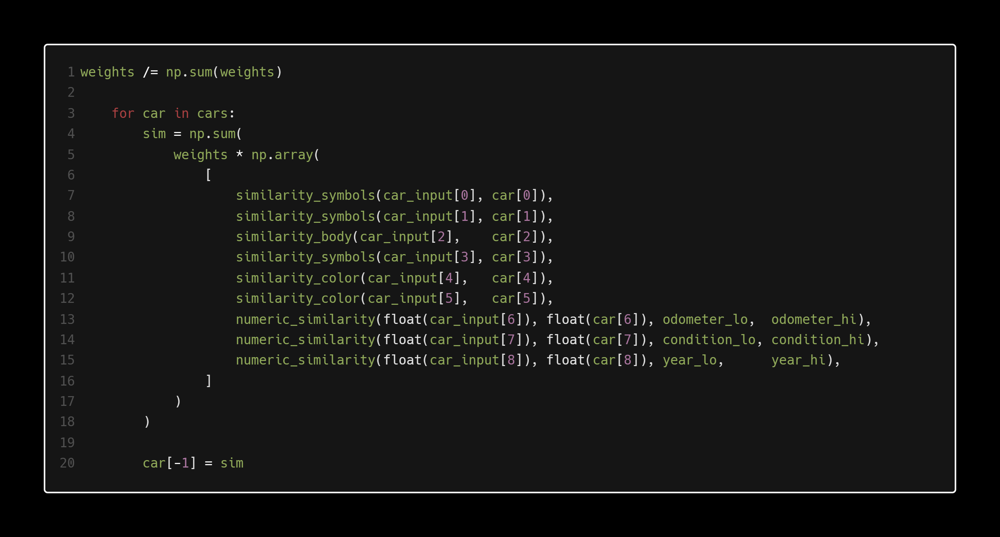 1 weights /= np.sum(weights)
2
3     for car in cars:
4         sim = np.sum(
5             weights * np.array(
6                 [
7                     similarity_symbols(car_input[0], car[0]),
8                     similarity_symbols(car_input[1], car[1]),
9                     similarity_body(car_input[2],    car[2]),
10                     similarity_symbols(car_input[3], car[3]),
11                     similarity_color(car_input[4],   car[4]),
12                     similarity_color(car_input[5],   car[5]),
13                     numeric_similarity(float(car_input[6]), float(car[6]), odometer_lo,  odometer_hi),
14                     numeric_similarity(float(car_input[7]), float(car[7]), condition_lo, condition_hi),
15                     numeric_similarity(float(car_input[8]), float(car[8]), year_lo,      year_hi),
16                 ]
17             )
18         )
19
20         car[-1] = sim